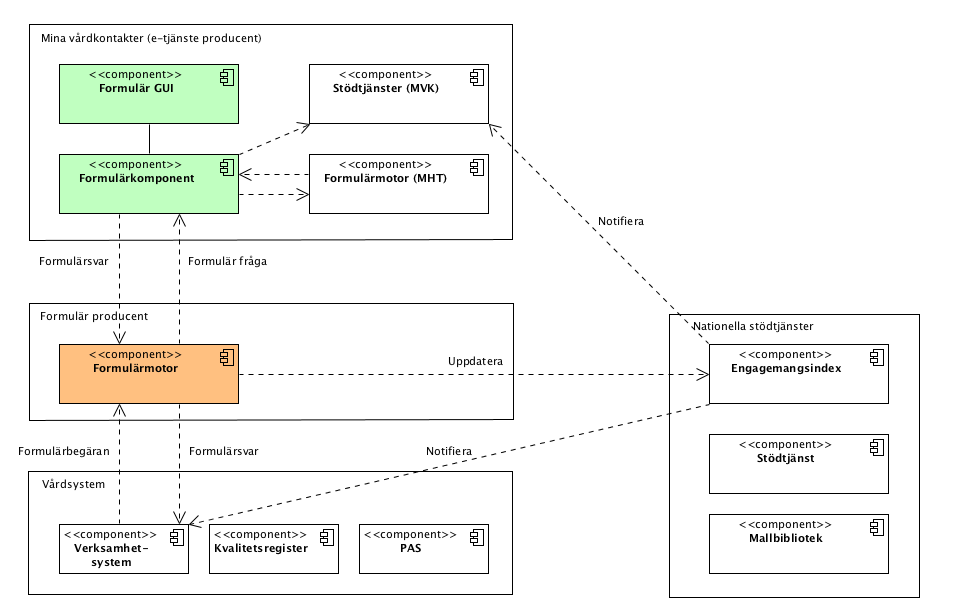 Mina vårdkontakter (e-tjänste producent)
<<component>>
Formulär GUI
<<component>>
Stödtjänster (MVK)
<<component>>
Formulärkomponent
<<component>>
Formulärmotor (MHT)
Notifiera
Formulärsvar
Formulär fråga
Formulär producent
<<component>>
Formulärmotor
Uppdatera
Nationella stödtjänster
<<component>>
Engagemangsindex
<<component>>
Stödtjänst
<<component>>
Mallbibliotek
Formulärbegäran
Formulärsvar
Notifiera
Vårdsystem
<<component>>
Verksamhet-
system
<<component>>
Kvalitetsregister
<<component>>
PAS